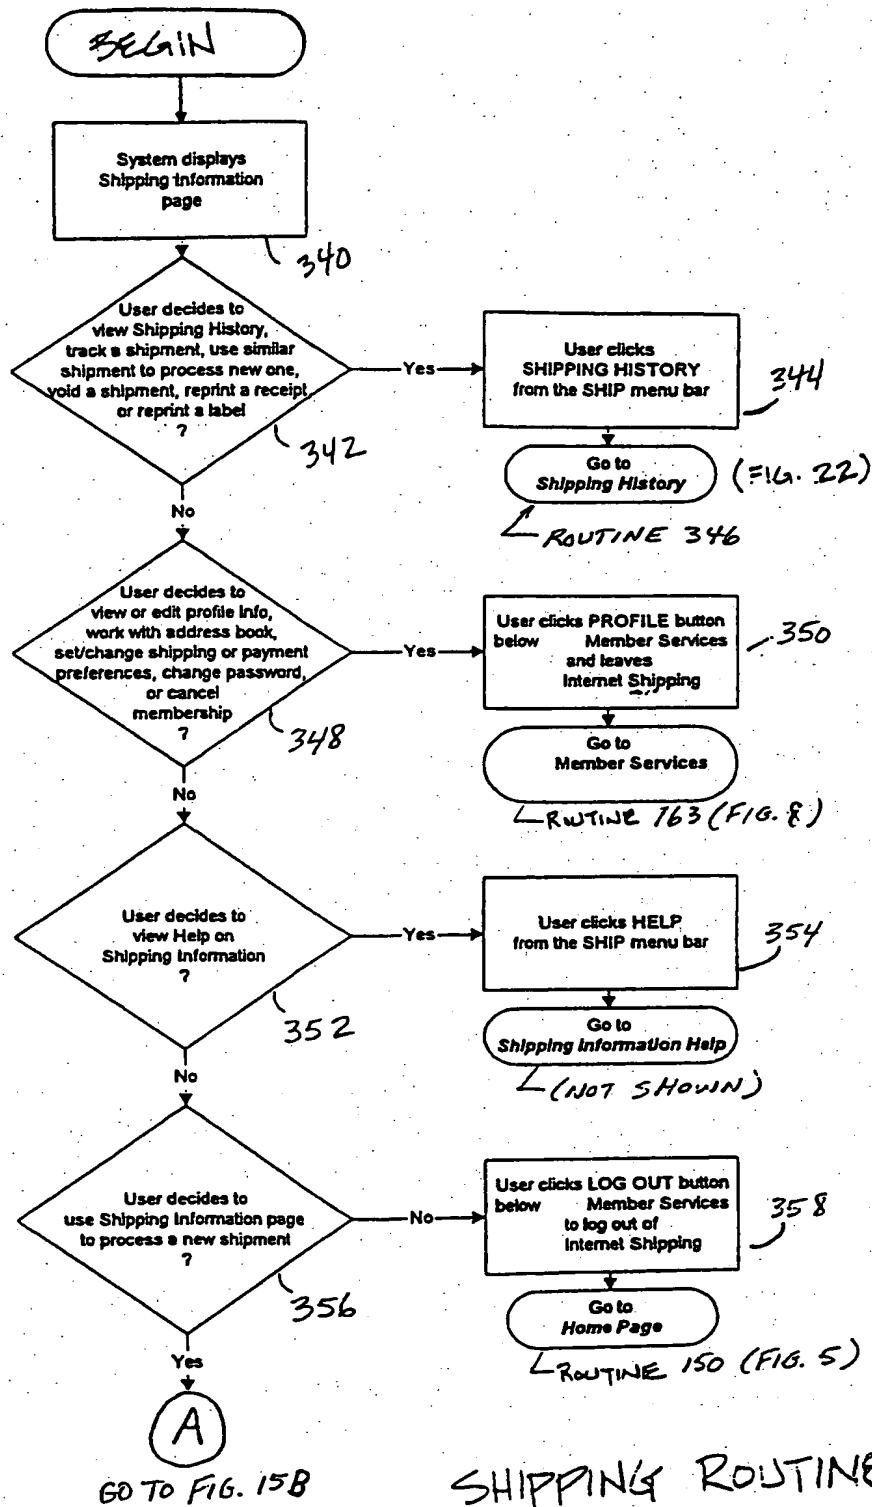 BEGIN
System displays
Shipping Information
page
340
User decides to
view Shipping History,
track a shipment, use similar
shipment to process new one,
void a shipment, reprint a receipt,
or reprint a label
?
342
Yes
User clicks
SHIPPING HISTORY
from the SHIP menu bar
344
Go to
Shipping History
(FIG. 22)
ROUTINE 346
No
User decides to
view or edit profile info,
work with address book,
set/change shipping or payment
preferences, change password,
or cancel
membership
?
348
Yes
User clicks PROFILE button
below Member Services
and leaves
Internet Shipping
350
Go to
Member Services
ROUTINE 163 (FIG. 8)
No
User decides to
view Help on
Shipping Information
?
352
Yes
User clicks HELP
from the SHIP menu bar
354
Go to
Shipping Information Help
(NOT SHOWN)
No
User decides to
use Shipping Information page
to process a new shipment
?
356
No
User clicks LOG OUT button
below Member Services
to log out of
Internet Shipping
358
Go to
Home Page
ROUTINE 150 (FIG. 5)
Yes
A
GO TO FIG. 15B
SHIPPING ROUTINE